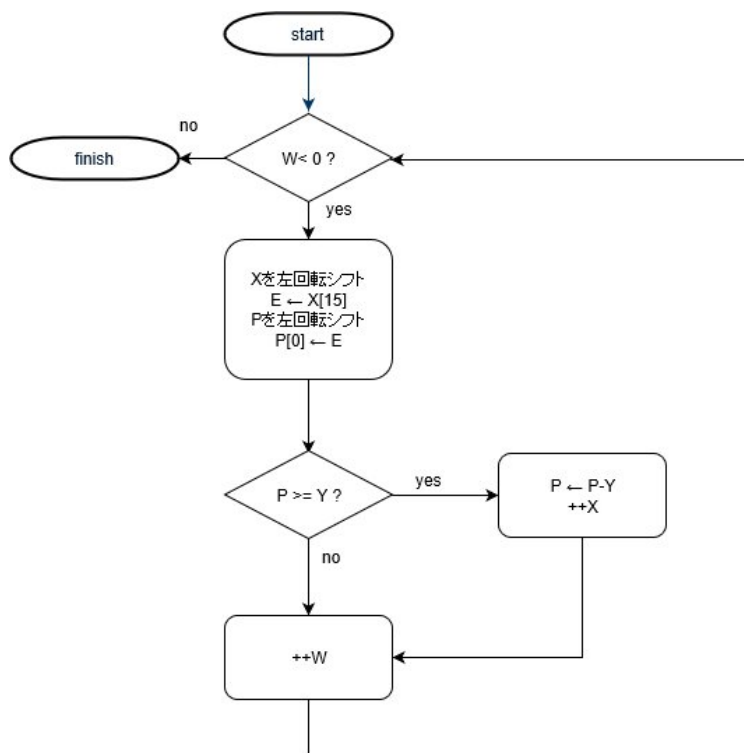 start
no
finish
W< 0 ?
yes
Xを左回転シフト
E ← X[15]
Pを左回転シフト
P[0] ← E
P >= Y ?
yes
P ← P-Y
++X
no
++W